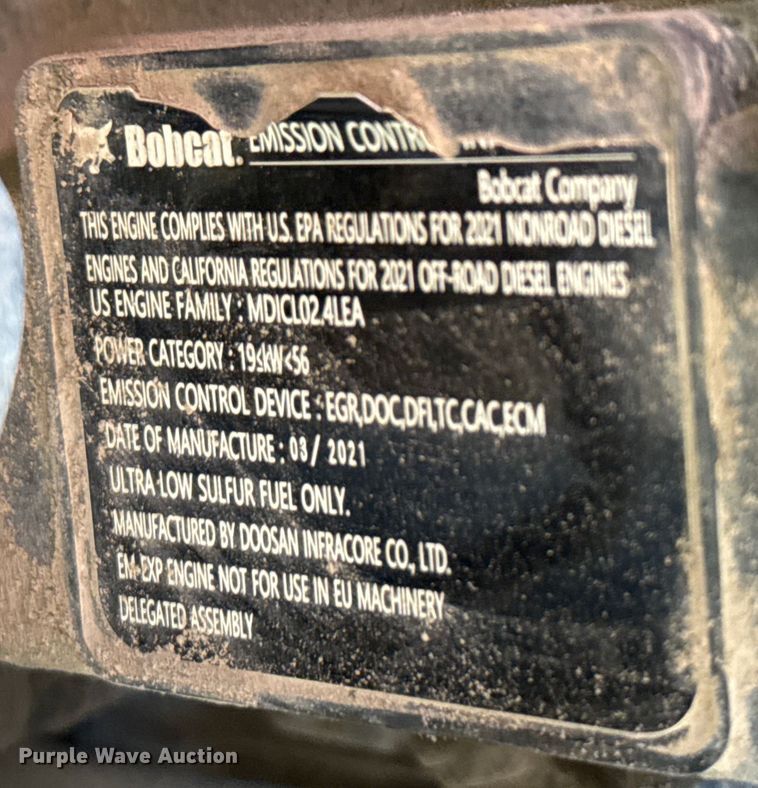 Bobcat. EMISSION
Bobcat Company
THIS ENGINE COMPLIES WITH U.S. EPA REGULATIONS FOR 2021 NONROAD DIESEL
ENGINES AND CALIFORNIA REGULATIONS FOR 2021 OFF-ROAD DIESEL ENGINES
US ENGINE FAMILY : MDICL02.4LEA
POWER CATEGORY : 19≤kW<56
EMISSION CONTROL DEVICE : EGR,DOC,DFI,TC,CAC,ECM
DATE OF MANUFACTURE : 03/ 2021
ULTRA LOW SULFUR FUEL ONLY.
MANUFACTURED BY DOOSAN INFRACORE CO., LTD.
EM-EXP ENGINE NOT FOR USE IN EU MACHINERY
DELEGATED ASSEMBLY
Purple Wave Auction